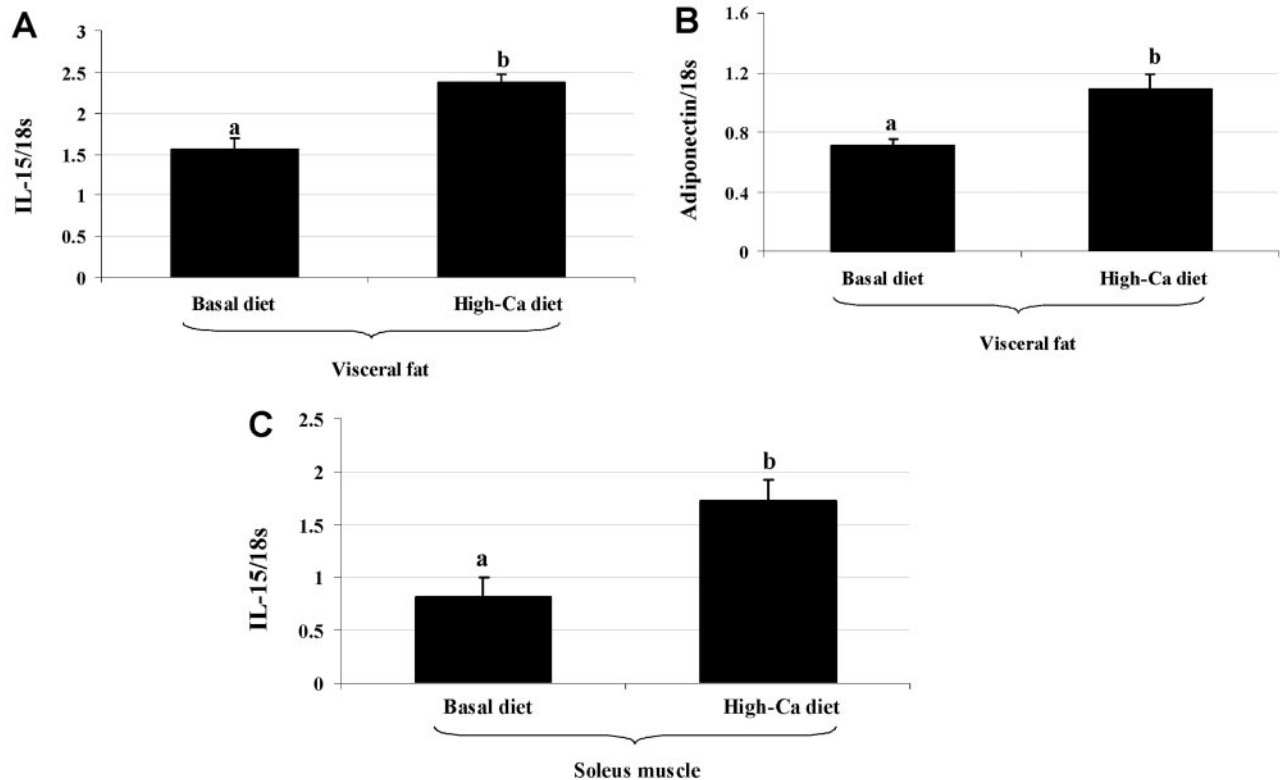 A
IL-15/18s
3
2.5
2
1.5
1
0.5
0
a
b
Basal diet
High-Ca diet
Visceral fat
B
Adiponectin/18s
1.6
1.2
0.8
0.4
0
a
b
Basal diet
High-Ca diet
Visceral fat
C
IL-15/18s
2.5
2
1.5
1
0.5
0
a
b
Basal diet
High-Ca diet
Soleus muscle